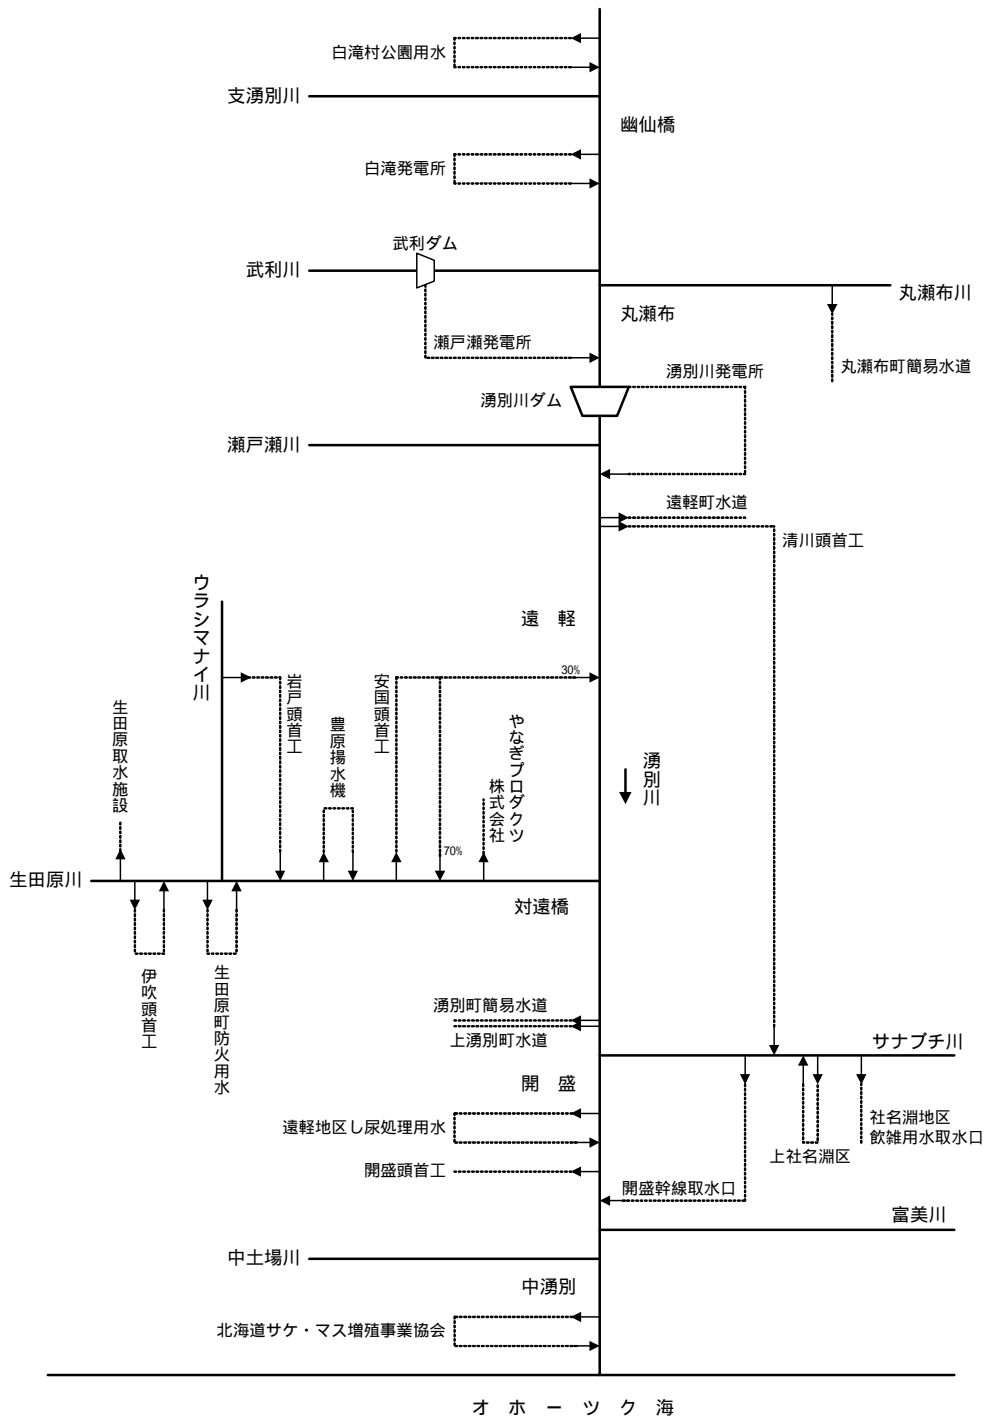 白滝村公園用水
支湧別川
幽仙橋
白滝発電所
武利ダム
武利川
丸瀬布川
丸瀬布
瀬戸瀬発電所
丸瀬布町簡易水道
湧別川発電所
湧別川ダム
瀬戸瀬川
遠軽町水道
清川頭首工
ウラシマナイ川
遠 軽
30%
岩戸頭首工
安国頭首工
生田原取水施設
豊原揚水機
やなぎプロダクツ
株式会社
湧別川
70%
生田原川
対遠橋
伊吹頭首工
生田原町防火用水
湧別町簡易水道
上湧別町水道
サナブチ川
開 盛
遠軽地区し尿処理用水
社名淵地区
飲雑用水取水口
上社名淵区
開盛頭首工
開盛幹線取水口
富美川
中土場川
中湧別
北海道サケ・マス増殖事業協会
オ ホ ー ツ ク 海